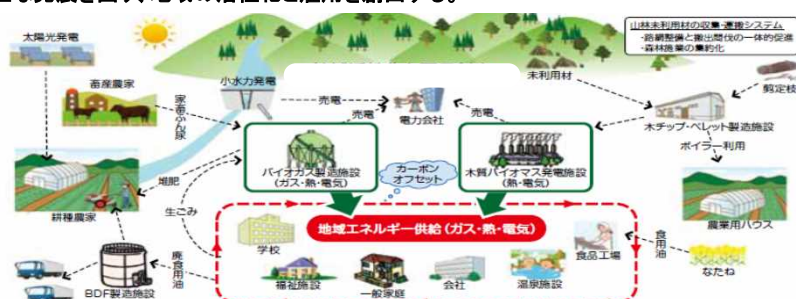 山林未利用材の収集・運搬システム
・路網整備と搬出間伐の一体的促進
・森林施業の集約化
太陽光発電
畜産農家
小水力発電
未利用材
剪定枝
売電
電力会社
売電
売電
家畜ふん尿
木チップ・ペレット製造施設
バイオガス製造施設
(ガス・熱・電気)
カーボン
オフセット
木質バイオマス発電施設
(熱・電気)
ボイラー利用
堆肥
耕種農家
生ごみ
地域エネルギー供給(ガス・熱・電気)
農業用ハウス
学校
食品工場
食用油
なたね
廃食用油
福祉施設
一般家庭
会社
温泉施設
BDF製造施設